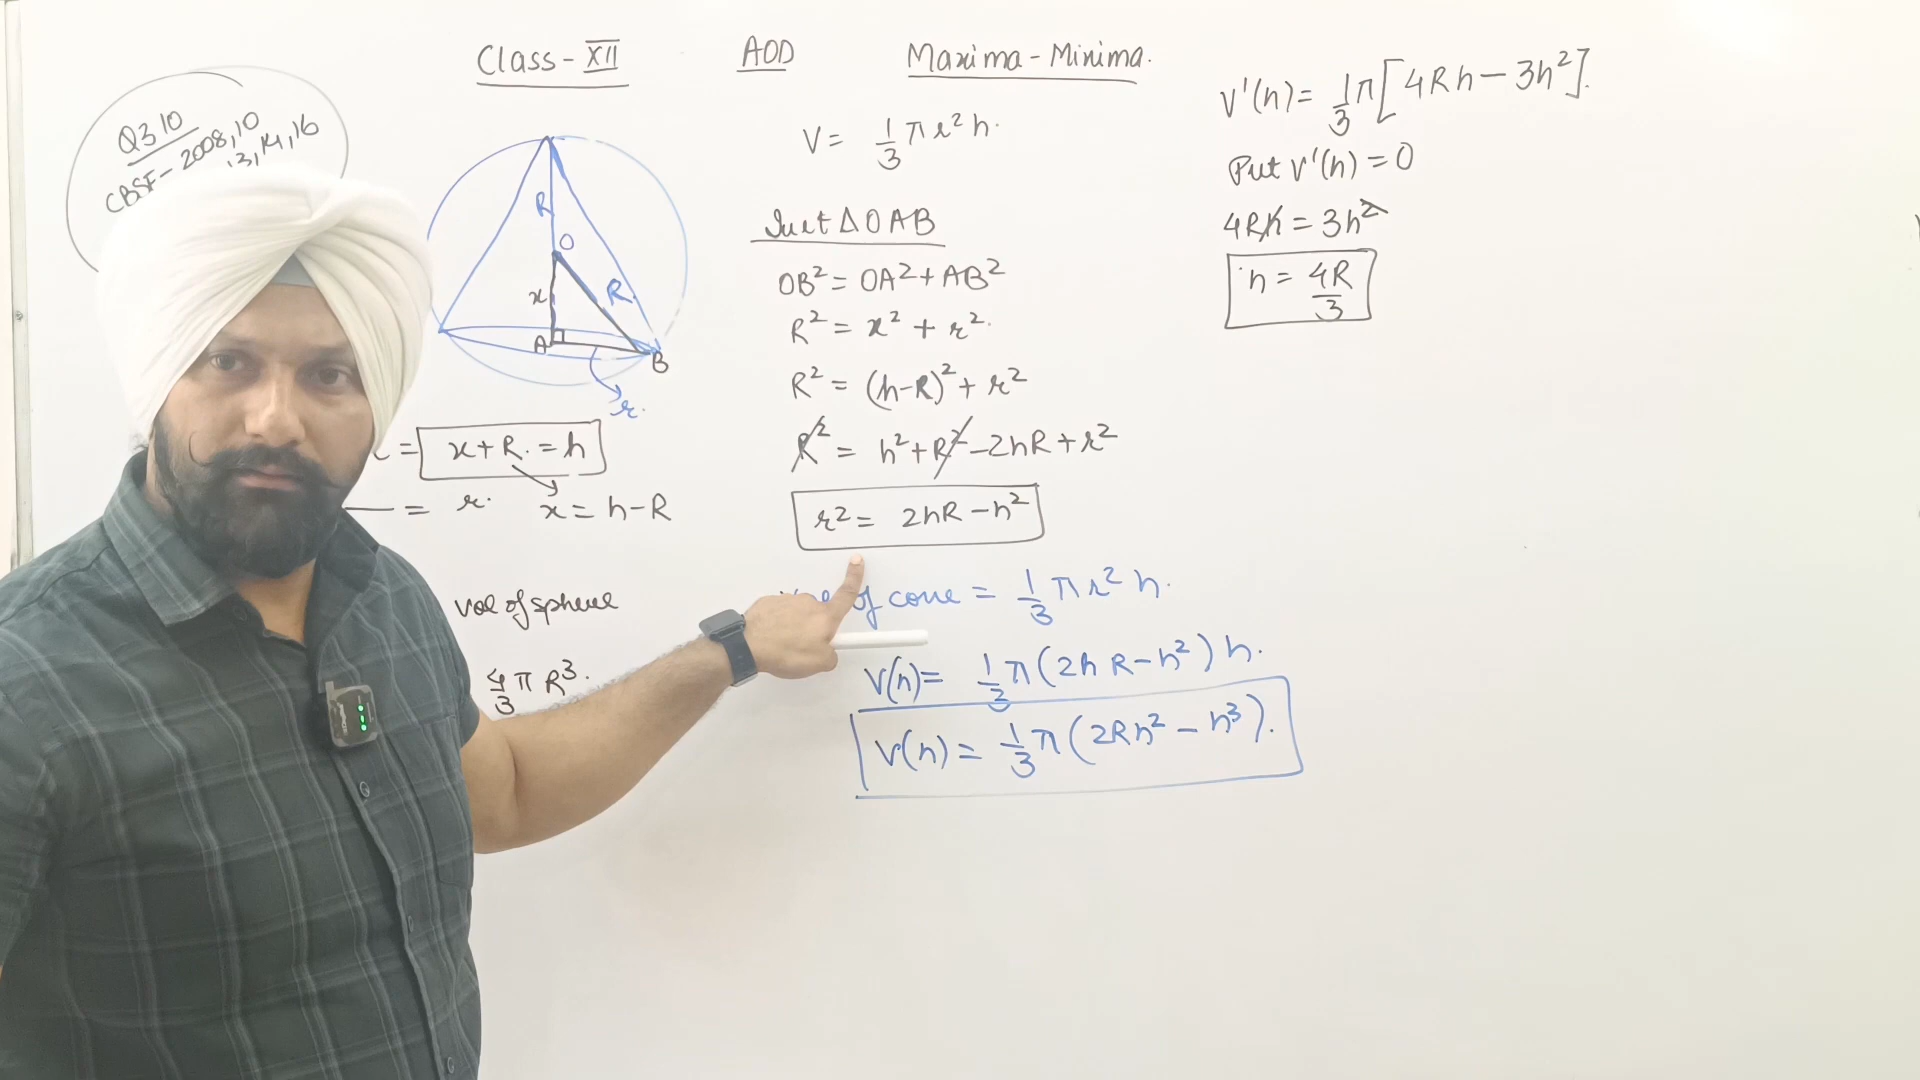 Class - XII AOD Maxima - Minima.
Q310
CBSE - 2008, 10
13, 14, 16
R
O
x
R
A
B
r.
= x + R. = h
= r. x = h - R
vol of sphere
4/3 π R³.
V = 1/3 π r² h.
In rt Δ OAB
OB² = OA² + AB²
R² = x² + r².
R² = (h-R)² + r²
R² = h² + R² - 2hR + r²
r² = 2hR - h²
of cone = 1/3 π r² h.
V(h) = 1/3 π (2hR - h²) h.
V(h) = 1/3 π (2Rh² - h³).
V'(h) = 1/3 π [4Rh - 3h²].
Put V'(h) = 0
4Rh = 3h²
h = 4R/3